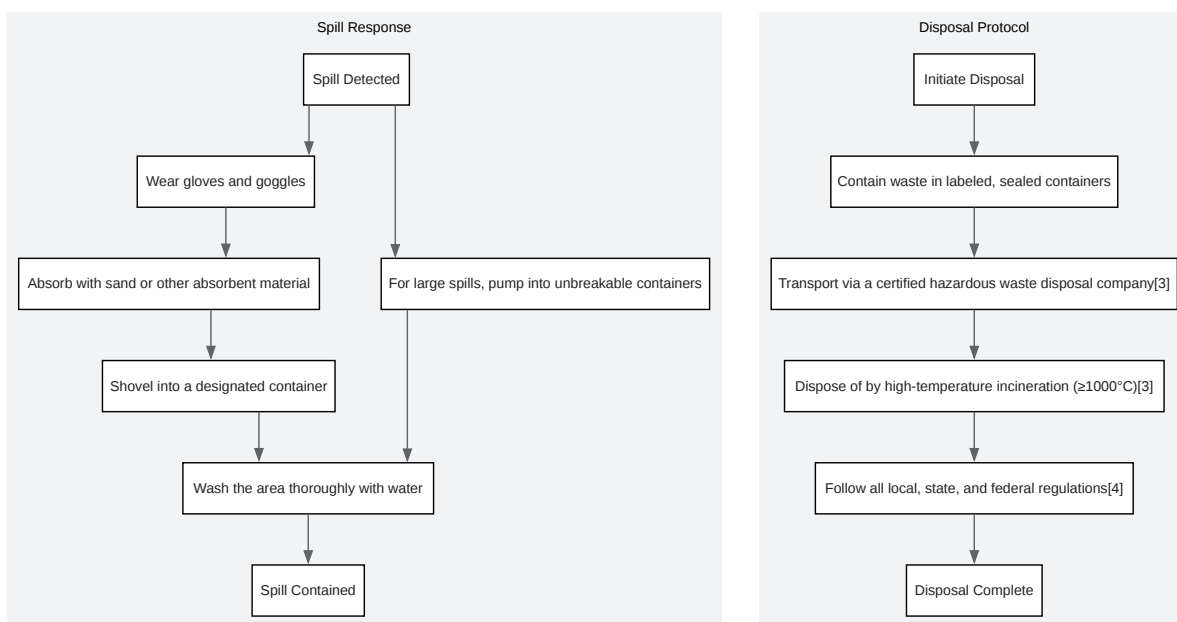 Spill Response
Spill Detected
Wear gloves and goggles
Absorb with sand or other absorbent material
For large spills, pump into unbreakable containers
Shovel into a designated container
Wash the area thoroughly with water
Spill Contained
Disposal Protocol
Initiate Disposal
Contain waste in labeled, sealed containers
Transport via a certified hazardous waste disposal company[3]
Dispose of by high-temperature incineration (≥1000°C)[3]
Follow all local, state, and federal regulations[4]
Disposal Complete